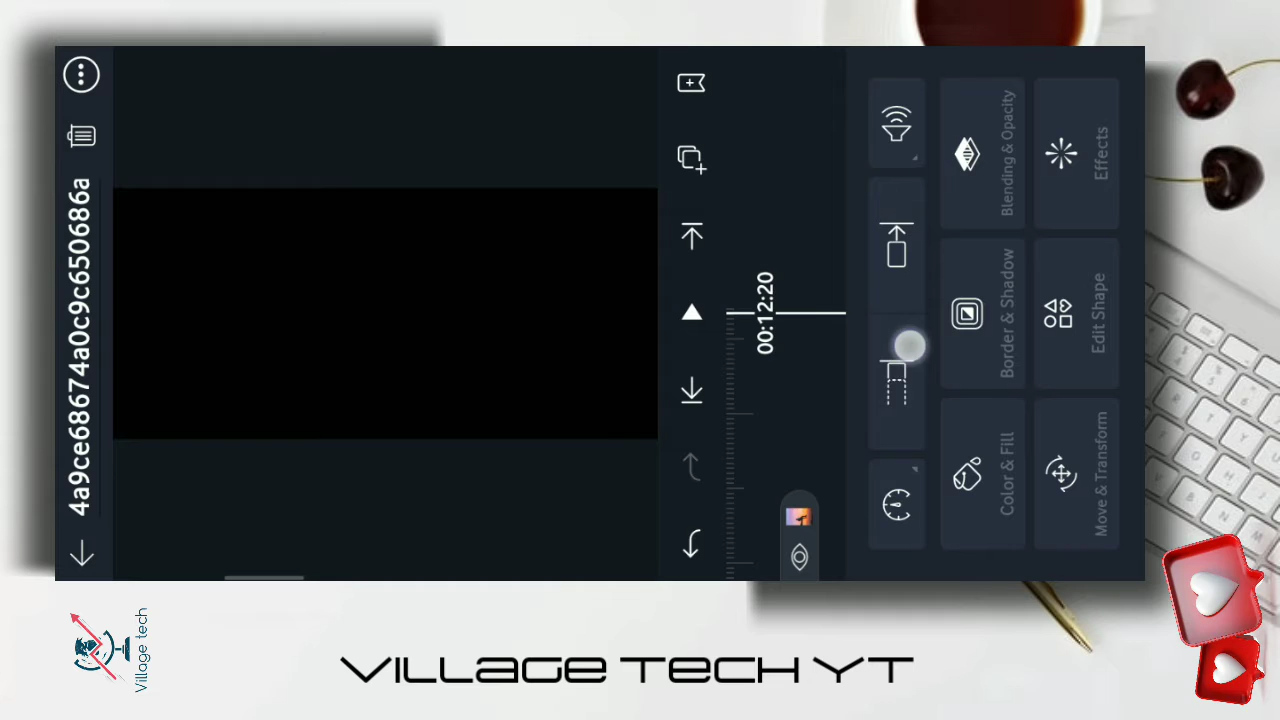 4a9ce68674a0c9c650686a
00:12:20
Blending & Opacity
Effects
Border & Shadow
Edit Shape
Color & Fill
Move & Transform
Village tech
VILLAGE TECH YT